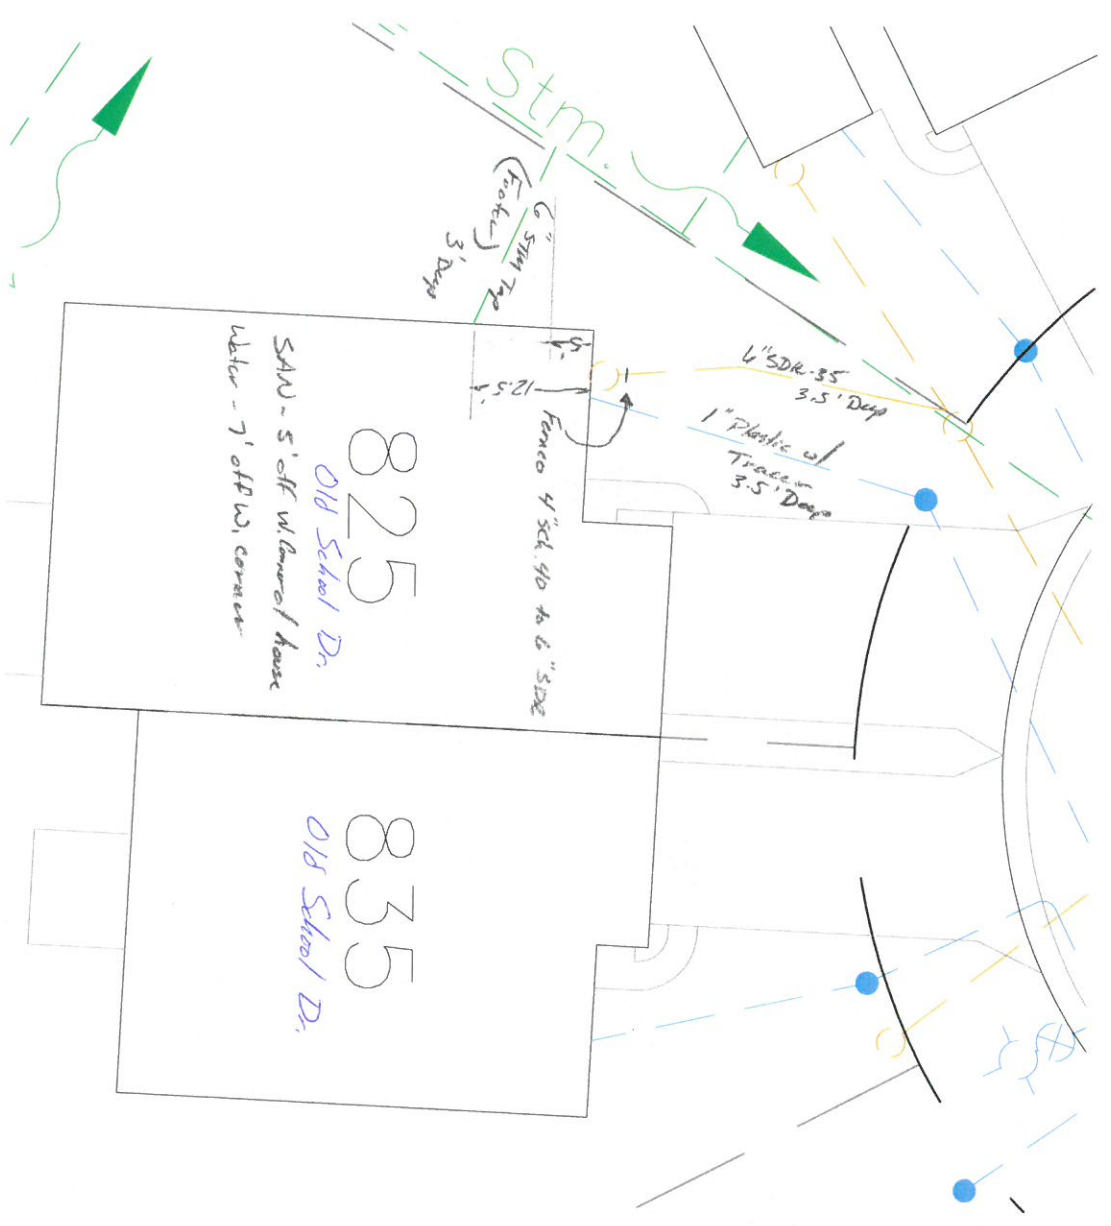 Stm.
6" STM Tap
(Footer)
3' Deep
6" SDR-35
3.5' Deep
1" Plastic w/
Tracer
3.5' Deep
5'
12.5'
Fernco 4" Sch. 40 to 6" SDR
825
Old School Dr.
SAN - 5' off W. Corner of house
Water - 7' off W. corner
835
Old School Dr.